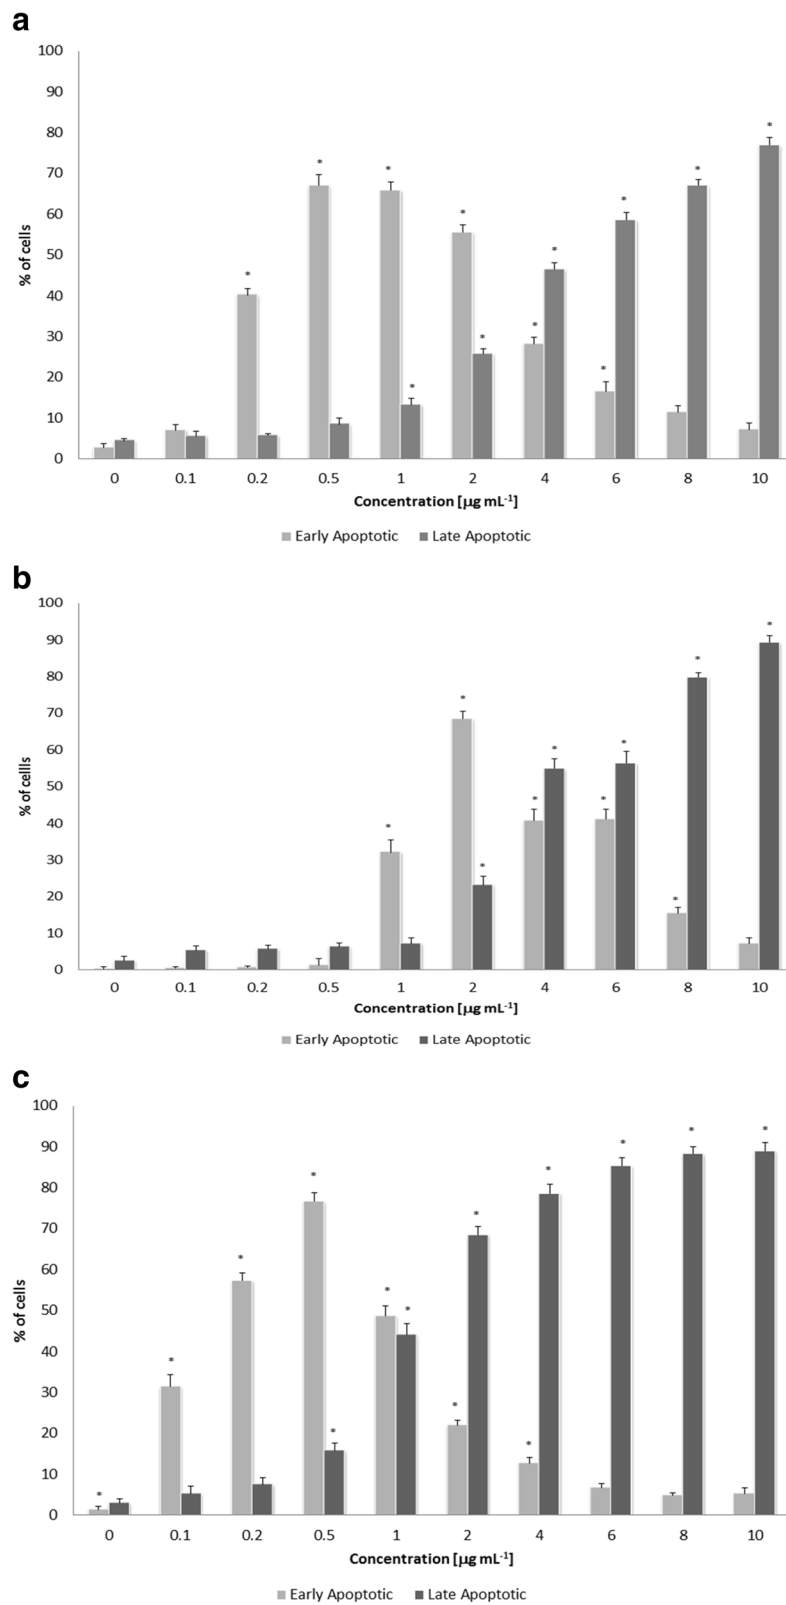 a
100
90
80
70
60
50
40
30
20
10
0
% of cells
* * * * * * * * * * * *
0 0.1 0.2 0.5 1 2 4 6 8 10
Concentration [µg mL-1]
Early Apoptotic Late Apoptotic
b
100
90
80
70
60
50
40
30
20
10
0
% of cellls
* * * * * * * * * *
0 0.1 0.2 0.5 1 2 4 6 8 10
Concentration [µg mL-1]
Early Apoptotic Late Apoptotic
c
100
90
80
70
60
50
40
30
20
10
0
% of cells
* * * * * * * * * * * * * *
0 0.1 0.2 0.5 1 2 4 6 8 10
Concentration [µg mL-1]
Early Apoptotic Late Apoptotic